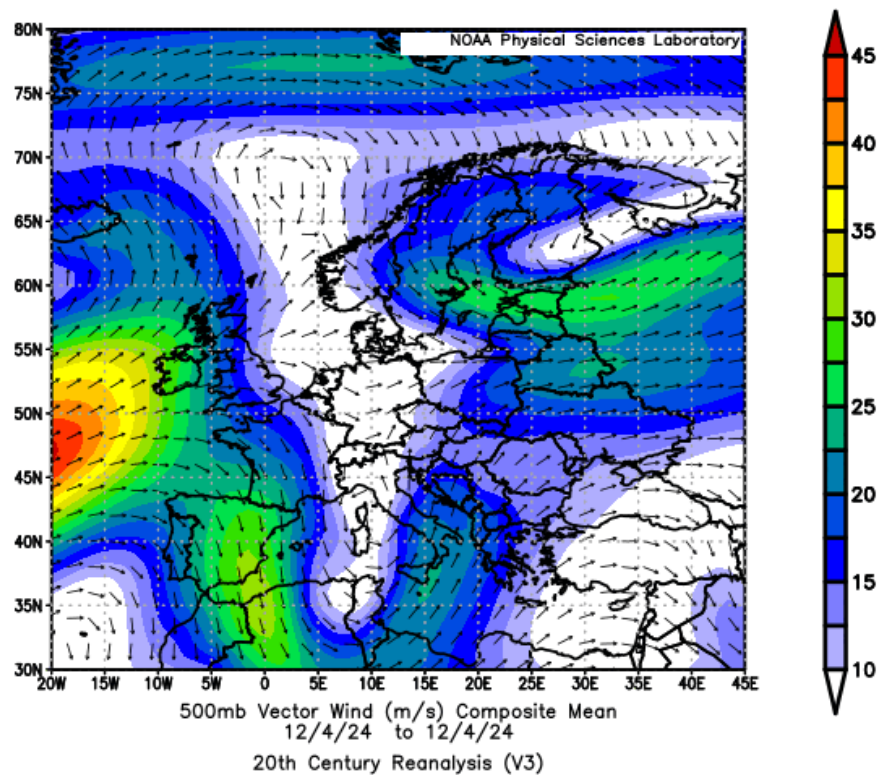 80N
NOAA Physical Sciences Laboratory
75N
70N
65N
60N
55N
50N
45N
40N
35N
30N
20W 15W 10W 5W 0 5E 10E 15E 20E 25E 30E 35E 40E 45E
45
40
35
30
25
20
15
10
500mb Vector Wind (m/s) Composite Mean
12/4/24 to 12/4/24
20th Century Reanalysis (V3)